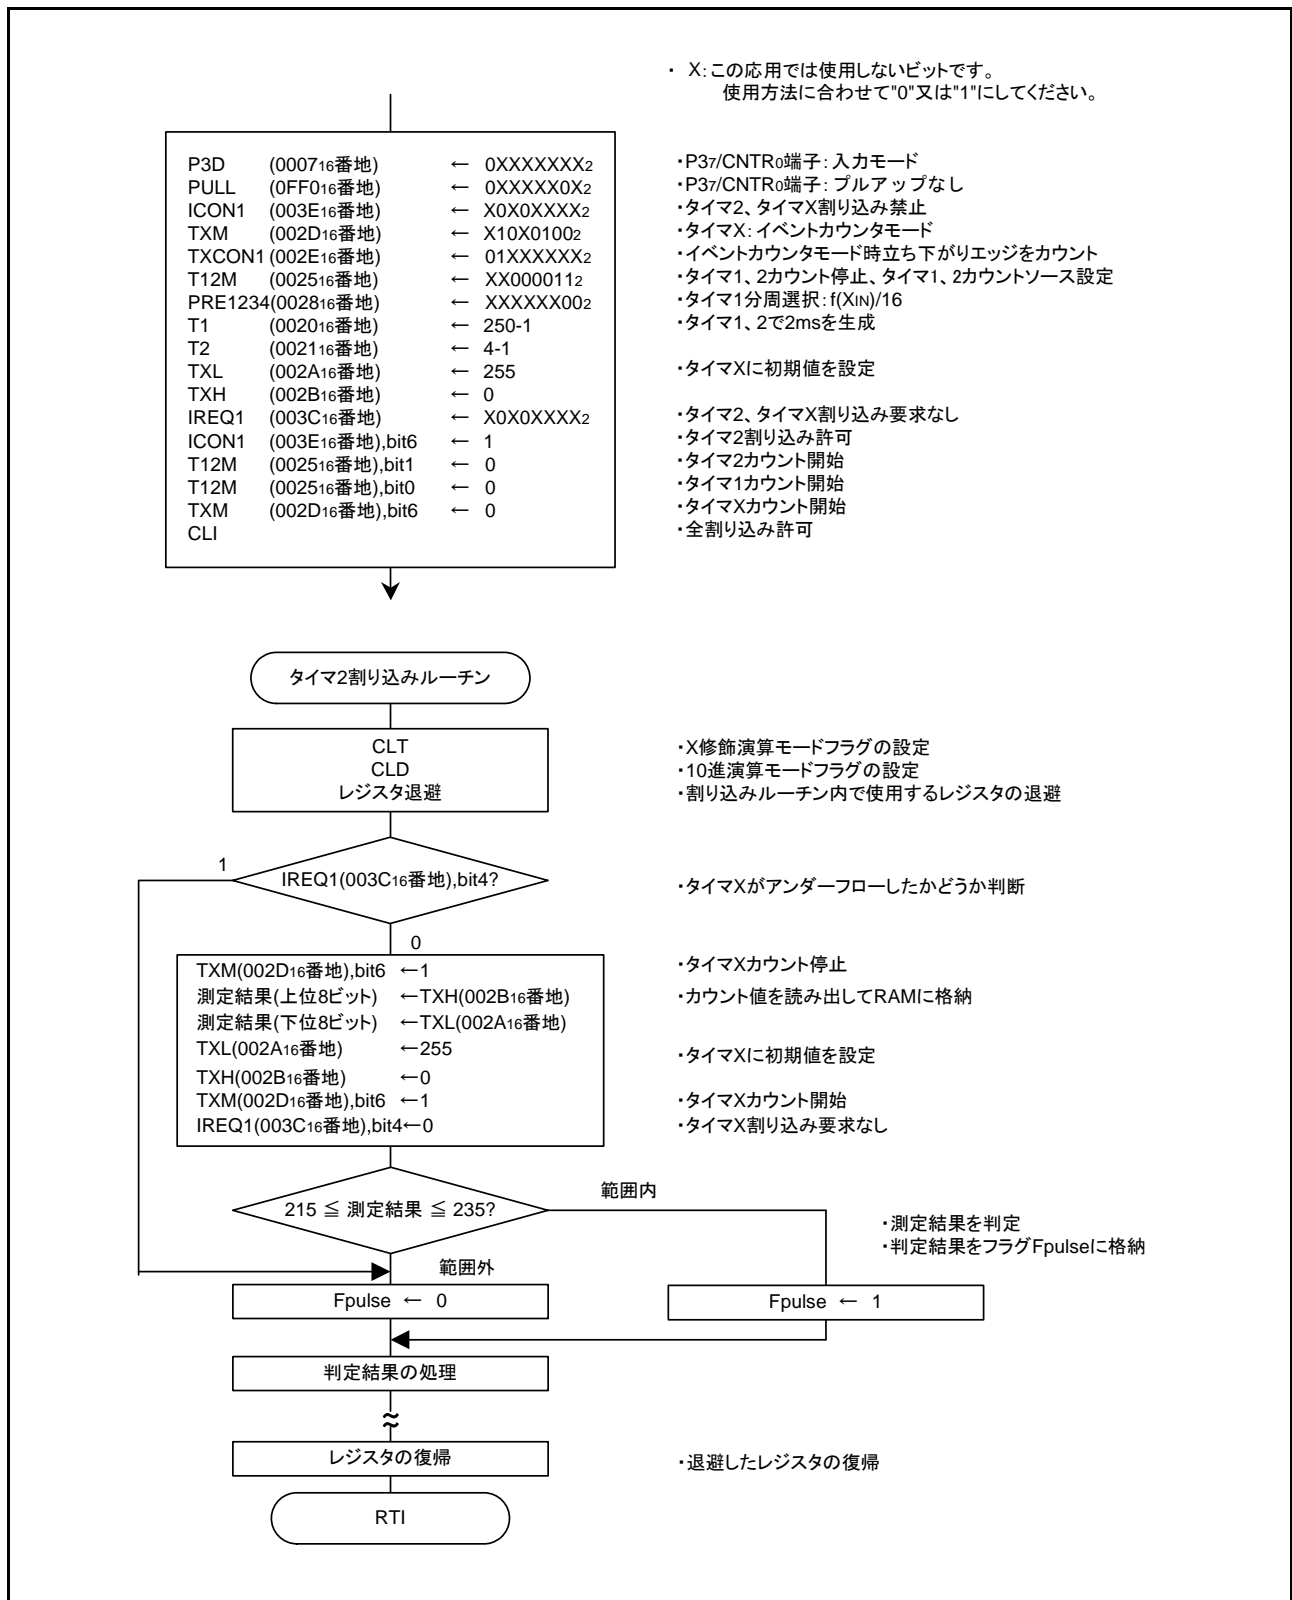 ・ X：この応用では使用しないビットです。
使用方法に合わせて"0"又は"1"にしてください。
P3D (000716番地) ← 0XXXXXXX2 ・P37/CNTR0端子：入力モード
PULL (0FF016番地) ← 0XXXXX0X2 ・P37/CNTR0端子：プルアップなし
ICON1 (003E16番地) ← X0X0XXXX2 ・タイマ2、タイマX割り込み禁止
TXM (002D16番地) ← X10X01002 ・タイマX：イベントカウンタモード
TXCON1 (002E16番地) ← 01XXXXXX2 ・イベントカウンタモード時立ち下がりエッジをカウント
T12M (002516番地) ← XX0000112 ・タイマ1、2カウント停止、タイマ1、2カウントソース設定
PRE1234(002816番地) ← XXXXXX002 ・タイマ1分周選択：f(XIN)/16
T1 (002016番地) ← 250-1 ・タイマ1、2で2msを生成
T2 (002116番地) ← 4-1
TXL (002A16番地) ← 255 ・タイマXに初期値を設定
TXH (002B16番地) ← 0
IREQ1 (003C16番地) ← X0X0XXXX2 ・タイマ2、タイマX割り込み要求なし
ICON1 (003E16番地),bit6 ← 1 ・タイマ2割り込み許可
T12M (002516番地),bit1 ← 0 ・タイマ2カウント開始
T12M (002516番地),bit0 ← 0 ・タイマ1カウント開始
TXM (002D16番地),bit6 ← 0 ・タイマXカウント開始
CLI ・全割り込み許可
タイマ2割り込みルーチン
CLT ・X修飾演算モードフラグの設定
CLD ・10進演算モードフラグの設定
レジスタ退避 ・割り込みルーチン内で使用するレジスタの退避
1
IREQ1(003C16番地),bit4? ・タイマXがアンダーフローしたかどうか判断
0
TXM(002D16番地),bit6 ←1 ・タイマXカウント停止
測定結果(上位8ビット) ←TXH(002B16番地) ・カウント値を読み出してRAMに格納
測定結果(下位8ビット) ←TXL(002A16番地)
TXL(002A16番地) ←255 ・タイマXに初期値を設定
TXH(002B16番地) ←0
TXM(002D16番地),bit6 ←1 ・タイマXカウント開始
IREQ1(003C16番地),bit4←0 ・タイマX割り込み要求なし
範囲内
215 ≦ 測定結果 ≦ 235? ・測定結果を判定
・判定結果をフラグFpulseに格納
範囲外
Fpulse ← 0 Fpulse ← 1
判定結果の処理
レジスタの復帰 ・退避したレジスタの復帰
RTI